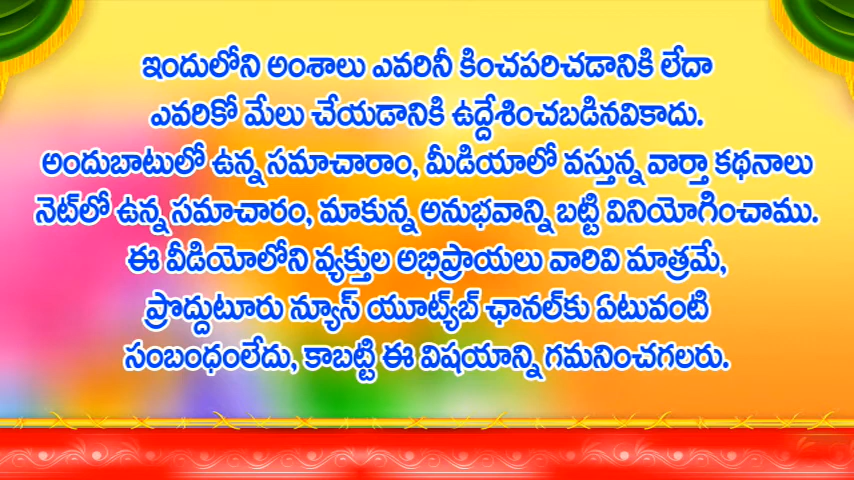 ఇందులోని అంశాలు ఎవరినీ కించపరిచడానికి లేదా
ఎవరికో మేలు చేయడానికి ఉద్దేశించబడినవికాదు.
అందుబాటులో ఉన్న సమాచారాం, మీడియాలో వస్తున్న వార్తా కథనాలు
నెట్‌లో ఉన్న సమాచారం, మాకున్న అనుభవాన్ని బట్టి వినియోగించాము.
ఈ వీడియోలోని వ్యక్తుల అభిప్రాయలు వారివి మాత్రమే,
ప్రొద్దుటూరు న్యూస్ యూట్య్‌బ్ ఛానల్‌కు ఏటువంటి
సంబంధంలేదు, కాబట్టి ఈ విషయాన్ని గమనించగలరు.